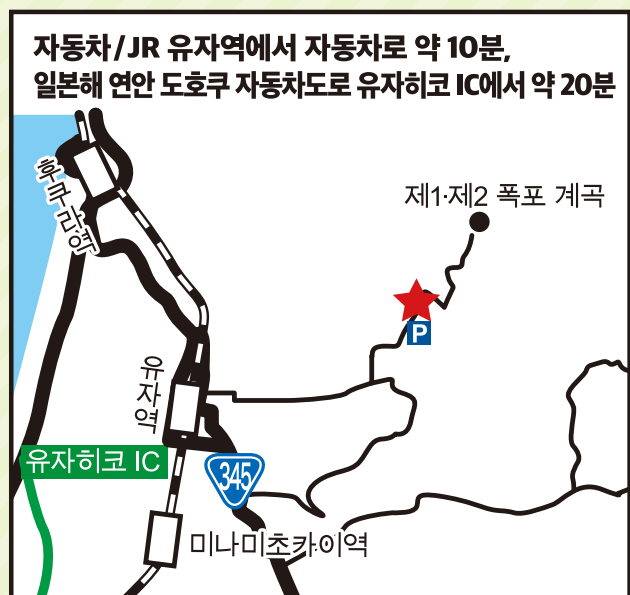 자동차/JR 유자역에서 자동차로 약 10분,
일본해 연안 도호쿠 자동차도로 유자히코 IC에서 약 20분
후쿠라역
제1·제2 폭포 계곡
P
유자역
유자히코 IC
345
미나미초카이역